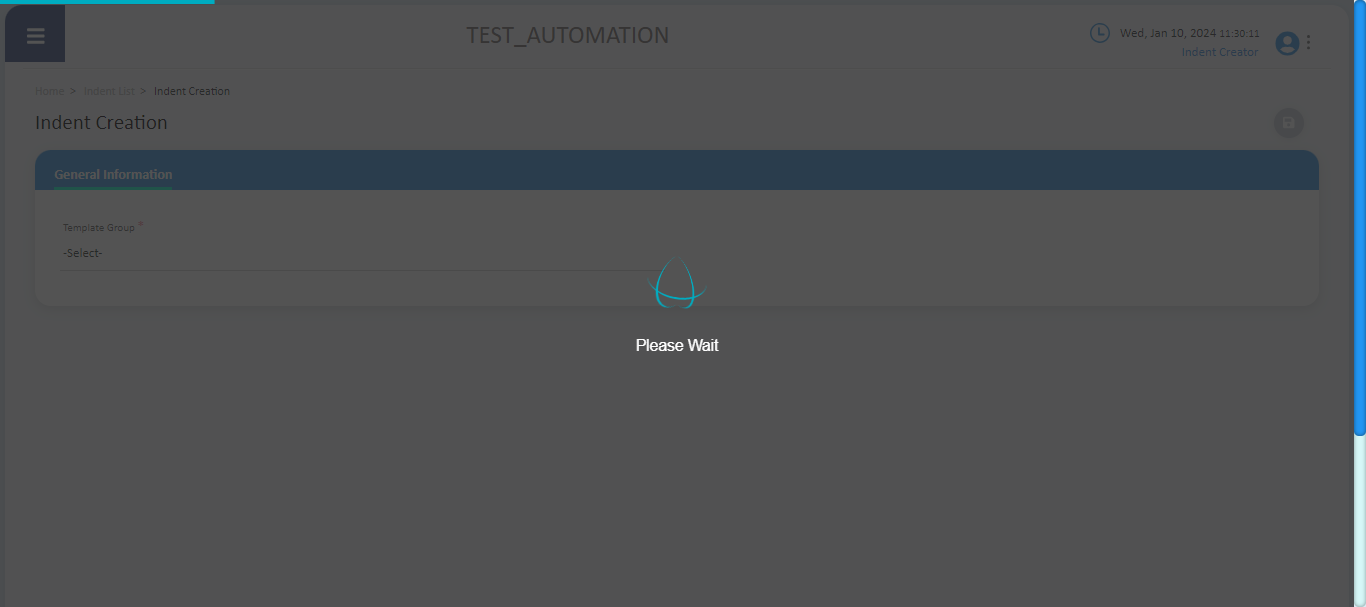 TEST_AUTOMATION
Wed, Jan 10, 2024 11:30:11
Indent Creator
Home > Indent List > Indent Creation
Indent Creation
General Information
Template Group *
-Select-
Please Wait